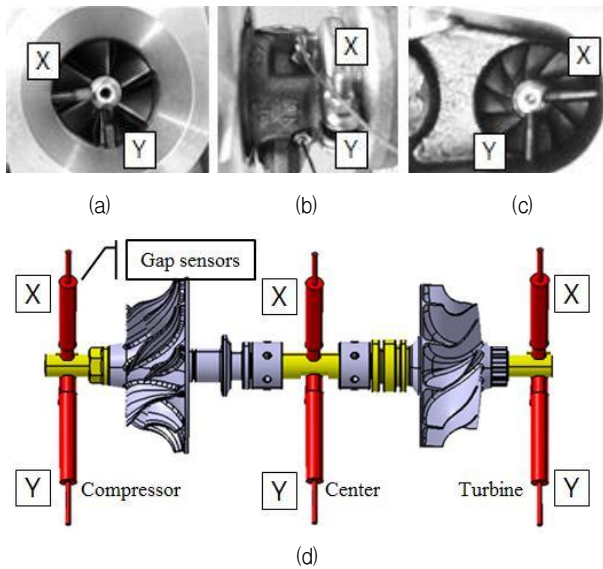 X
Y
X
Y
X
Y
(a)
(b)
(c)
Gap sensors
X
X
X
Y
Compressor
Y
Center
Turbine
Y
(d)